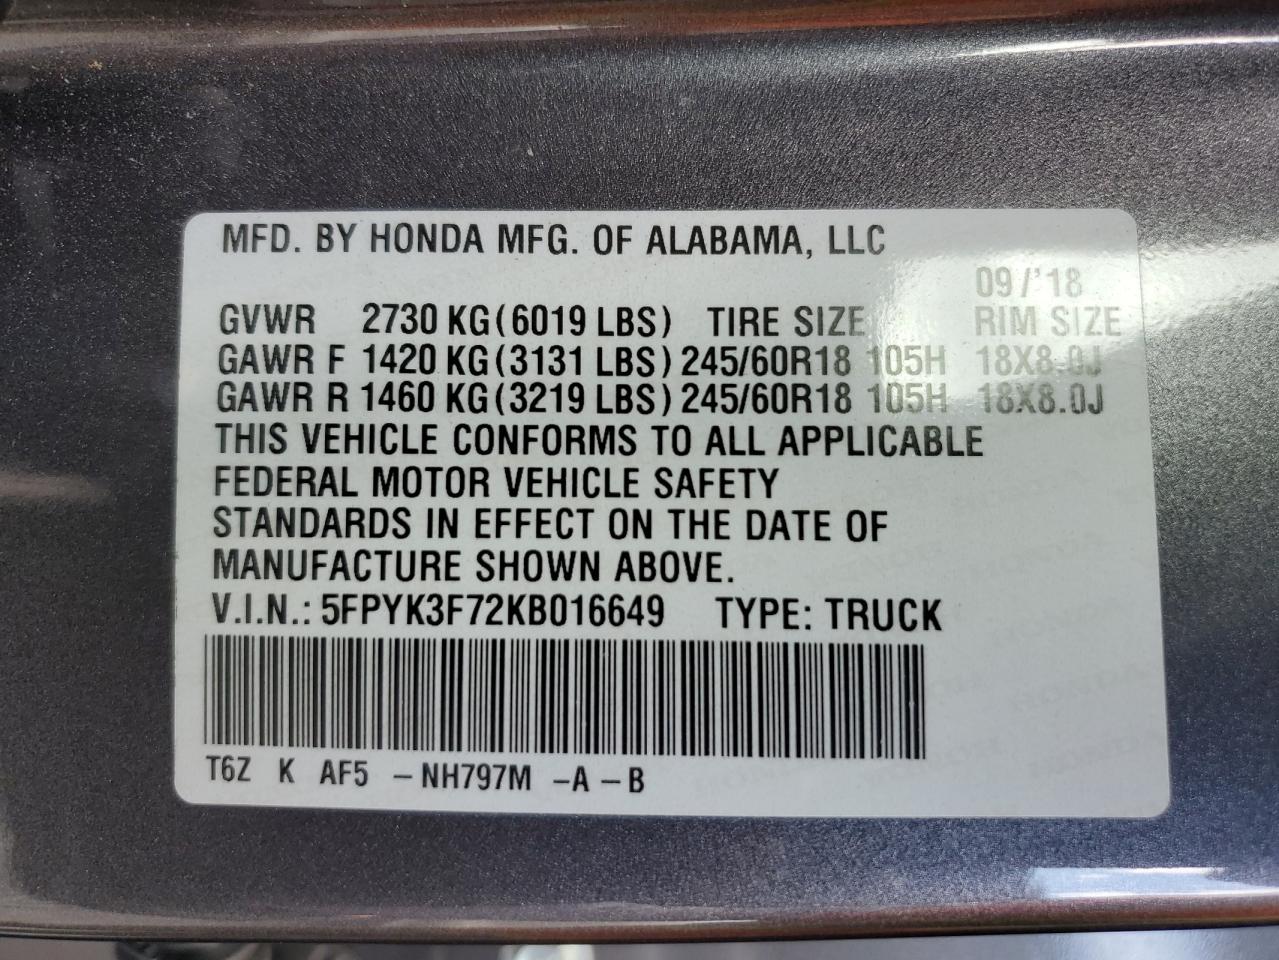 MFD. BY HONDA MFG. OF ALABAMA, LLC
09/'18
GVWR 2730 KG (6019 LBS) TIRE SIZE RIM SIZE
GAWR F 1420 KG (3131 LBS) 245/60R18 105H 18X8.0J
GAWR R 1460 KG (3219 LBS) 245/60R18 105H 18X8.0J
THIS VEHICLE CONFORMS TO ALL APPLICABLE
FEDERAL MOTOR VEHICLE SAFETY
STANDARDS IN EFFECT ON THE DATE OF
MANUFACTURE SHOWN ABOVE.
V.I.N.: 5FPYK3F72KB016649 TYPE: TRUCK
T6Z K AF5 -NH797M -A -B